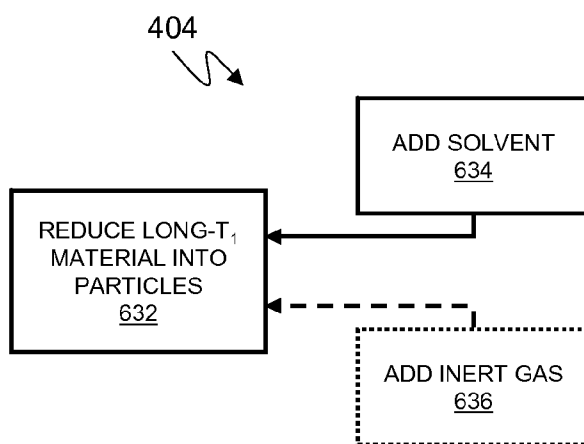 404
ADD SOLVENT
634
REDUCE LONG-T₁
MATERIAL INTO
PARTICLES
632
ADD INERT GAS
636